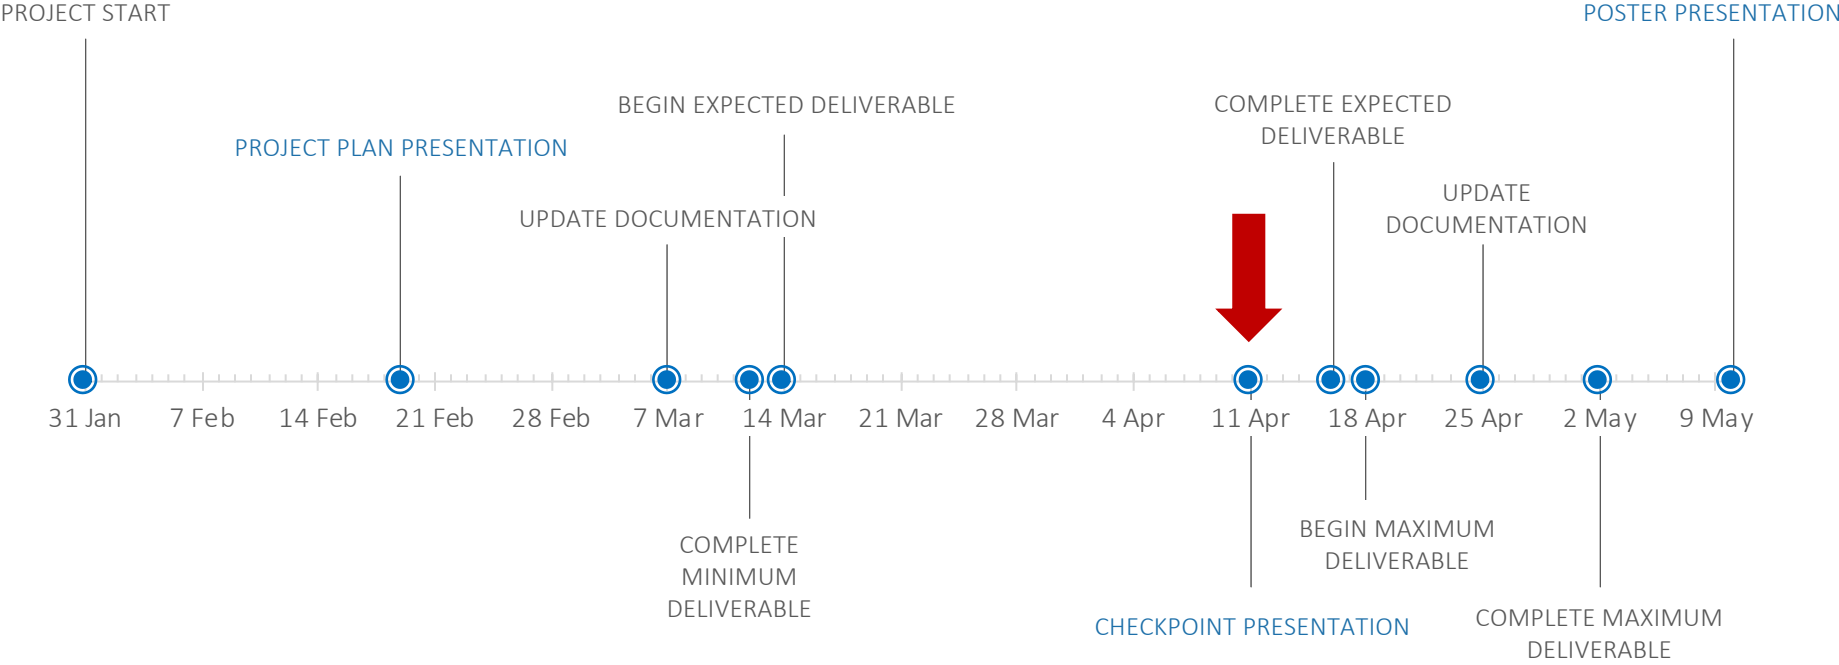 PROJECT START
POSTER PRESENTATION
BEGIN EXPECTED DELIVERABLE
COMPLETE EXPECTED
DELIVERABLE
PROJECT PLAN PRESENTATION
UPDATE DOCUMENTATION
UPDATE
DOCUMENTATION
31 Jan 7 Feb 14 Feb 21 Feb 28 Feb 7 Mar 14 Mar 21 Mar 28 Mar 4 Apr 11 Apr 18 Apr 25 Apr 2 May 9 May
COMPLETE
MINIMUM
DELIVERABLE
BEGIN MAXIMUM
DELIVERABLE
CHECKPOINT PRESENTATION
COMPLETE MAXIMUM
DELIVERABLE